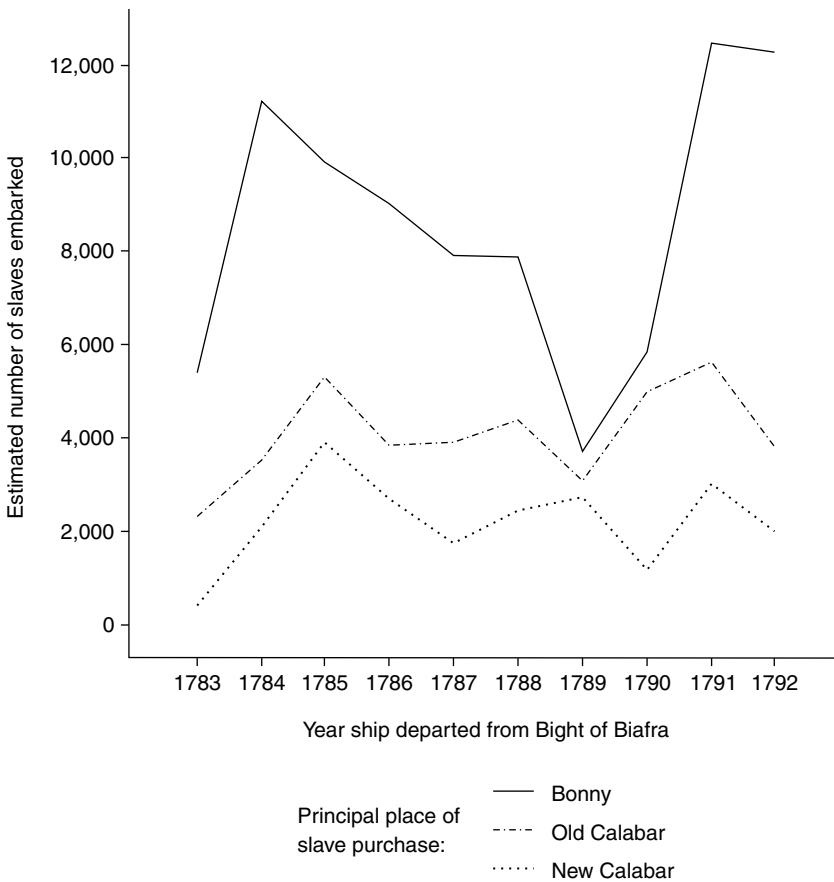 Estimated number of slaves embarked
12,000
10,000
8,000
6,000
4,000
2,000
0
1783 1784 1785 1786 1787 1788 1789 1790 1791 1792
Year ship departed from Bight of Biafra
Principal place of
slave purchase:
Bonny
Old Calabar
New Calabar